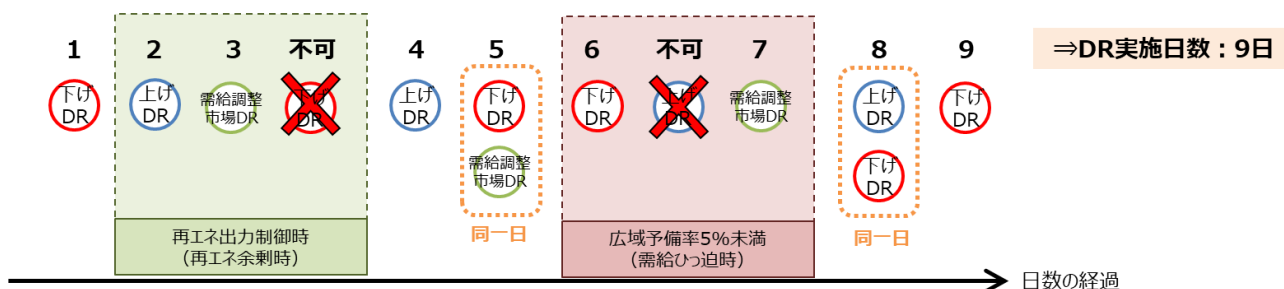 1
2
3
不可
4
5
6
不可
7
8
9
⇒DR実施日数：9日
下げ
DR
上げ
DR
需給調整
市場DR
下げ
DR
上げ
DR
下げ
DR
下げ
DR
上げ
DR
需給調整
市場DR
上げ
DR
下げ
DR
需給調整
市場DR
下げ
DR
同一日
同一日
再エネ出力制御時
（再エネ余剰時）
広域予備率5%未満
（需給ひっ迫時）
日数の経過